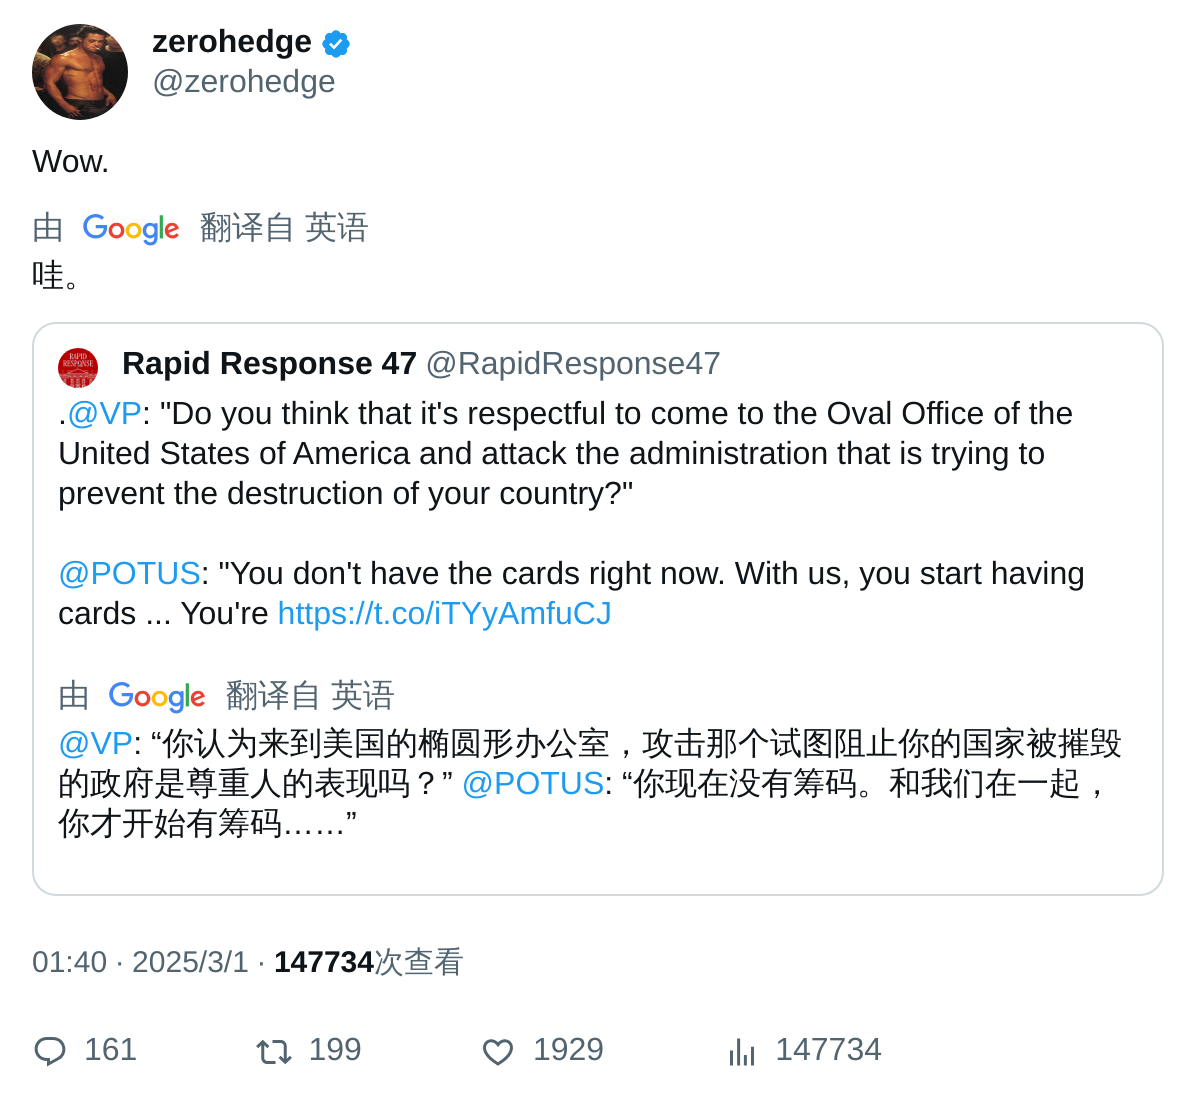 zerohedge
@zerohedge
Wow.
由 Google 翻译自 英语
哇。
RAPID
RESPONSE
Rapid Response 47 @RapidResponse47
.@VP: "Do you think that it's respectful to come to the Oval Office of the
United States of America and attack the administration that is trying to
prevent the destruction of your country?"
@POTUS: "You don't have the cards right now. With us, you start having
cards ... You're https://t.co/iTYyAmfuCJ
由 Google 翻译自 英语
@VP: “你认为来到美国的椭圆形办公室，攻击那个试图阻止你的国家被摧毁
的政府是尊重人的表现吗？” @POTUS: “你现在没有筹码。和我们在一起，
你才开始有筹码……”
01:40 · 2025/3/1 · 147734次查看
161 199 1929 147734